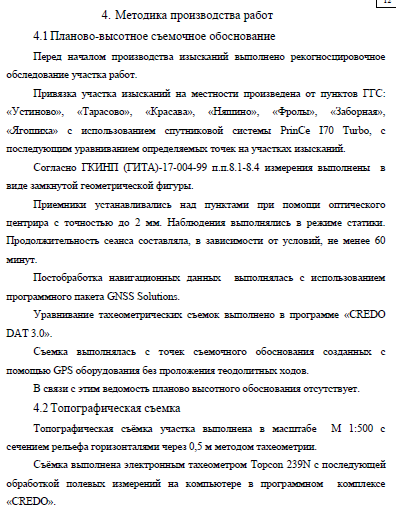 12
4. Методика производства работ
4.1 Планово-высотное съемочное обоснование
Перед началом производства изысканий выполнено рекогносцировочное
обследование участка работ.
Привязка участка изысканий на местности произведена от пунктов ГГС:
«Устиново», «Тарасово», «Красава», «Няшино», «Фролы», «Заборная»,
«Ягошиха» с использованием спутниковой системы PrinCe I70 Turbo, с
последующим уравниванием определяемых точек на участках изысканий.
Согласно ГКИНП (ГИТА)-17-004-99 п.п.8.1-8.4 измерения выполнены в
виде замкнутой геометрической фигуры.
Приемники устанавливались над пунктами при помощи оптического
центрира с точностью до 2 мм. Наблюдения выполнялись в режиме статики.
Продолжительность сеанса составляла, в зависимости от условий, не менее 60
минут.
Постобработка навигационных данных выполнялась с использованием
программного пакета GNSS Solutions.
Уравнивание тахеометрических съемок выполнено в программе «CREDO
DAT 3.0».
Съемка выполнялась с точек съемочного обоснования созданных с
помощью GPS оборудования без проложения теодолитных ходов.
В связи с этим ведомость планово высотного обоснования отсутствует.
4.2 Топографическая съемка
Топографическая съёмка участка выполнена в масштабе М 1:500 с
сечением рельефа горизонталями через 0,5 м методом тахеометрии.
Съёмка выполнена электронным тахеометром Topcon 239N с последующей
обработкой полевых измерений на компьютере в программном комплексе
«CREDO».